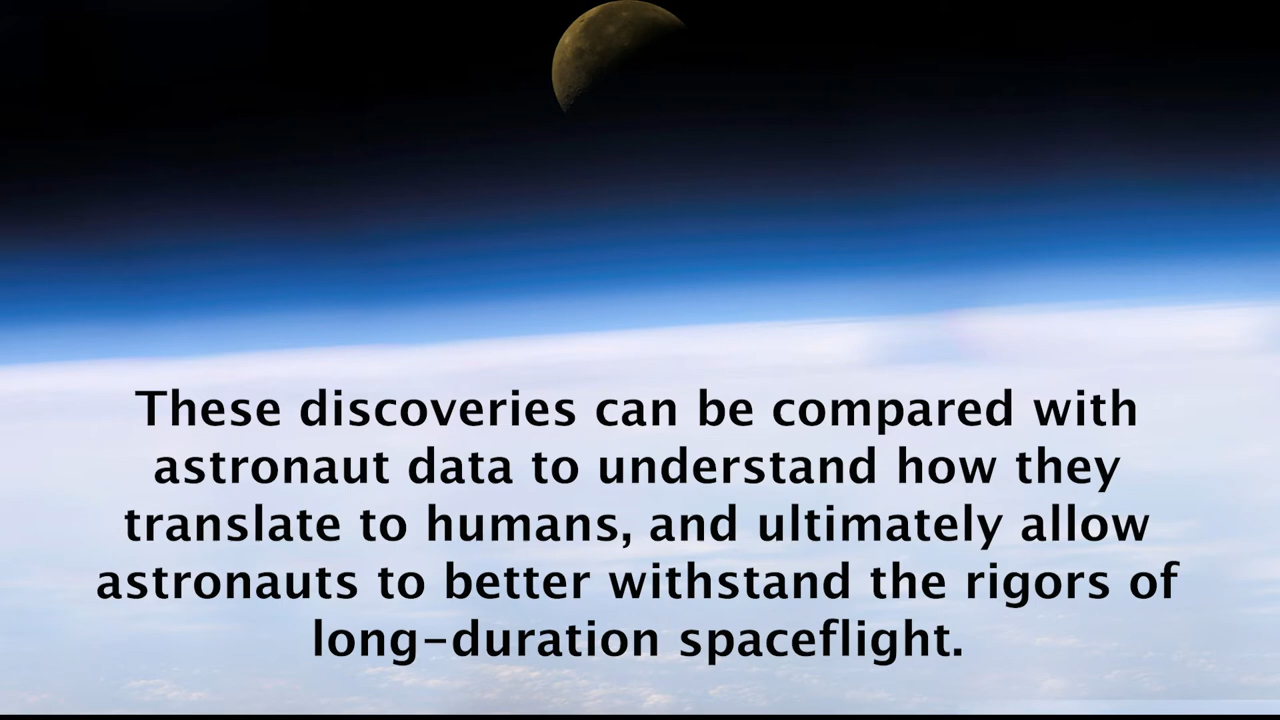 These discoveries can be compared with
astronaut data to understand how they
translate to humans, and ultimately allow
astronauts to better withstand the rigors of
long-duration spaceflight.